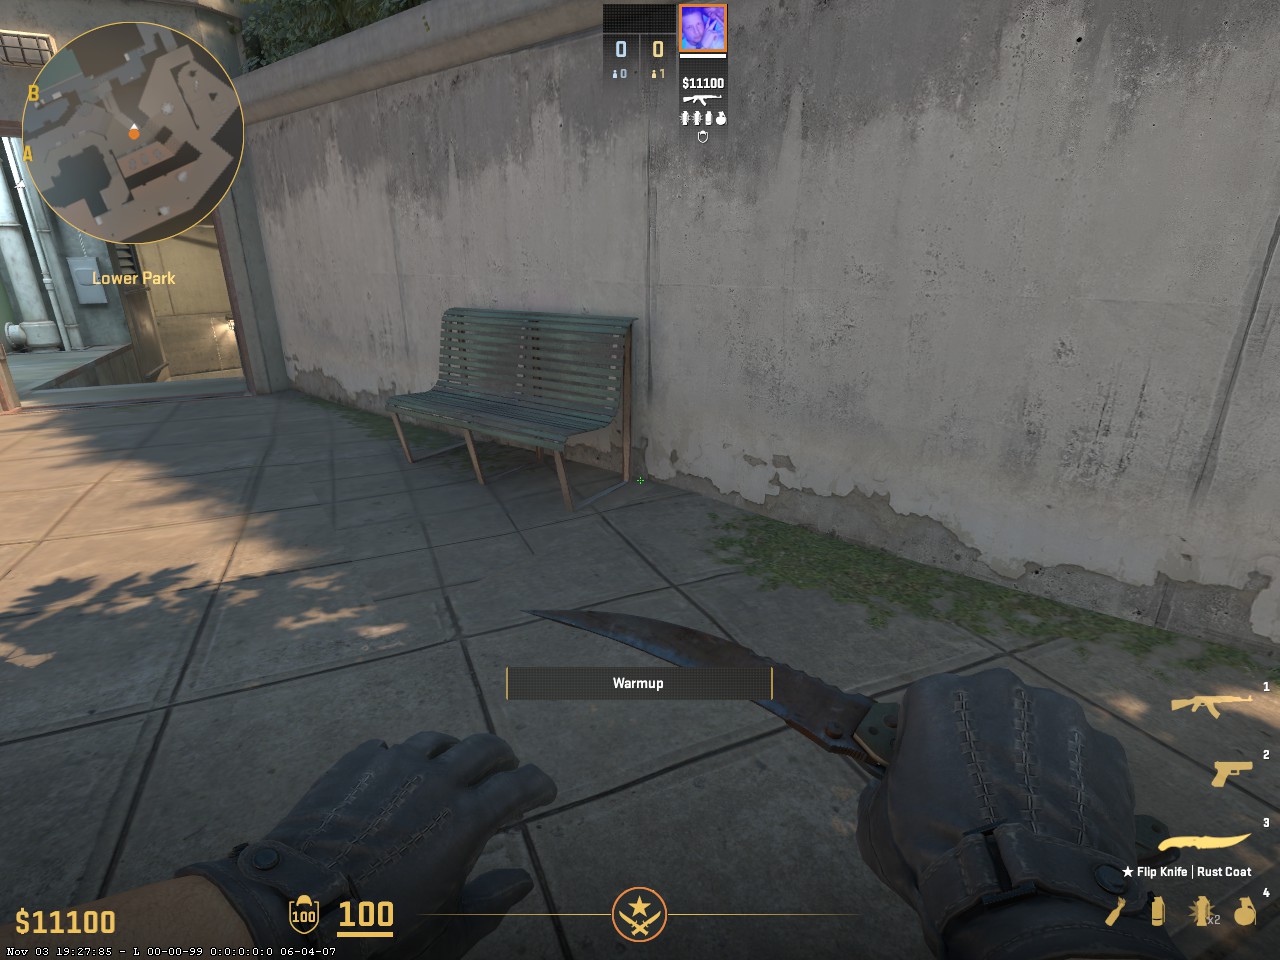 B
A
Lower Park
0 0
0 1
$11100
Warmup
1
2
3
★ Flip Knife | Rust Coat
4
x2
$11100
100 100
Nov 03 19:27:85 - L 00-00-99 0:0:0:0:0 06-04-07